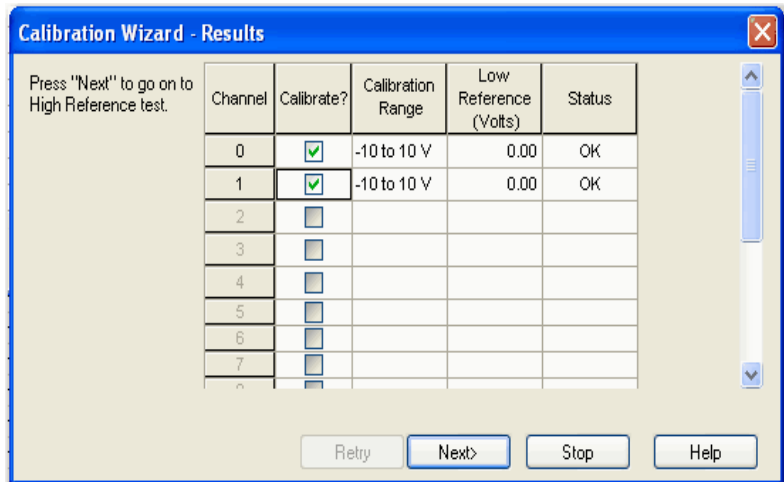 Calibration Wizard - Results
Press "Next" to go on to
High Reference test.
Channel Calibrate? Calibration Range Low Reference (Volts) Status
0 -10 to 10 V 0.00 OK
1 -10 to 10 V 0.00 OK
2
3
4
5
6
7
Retry Next> Stop Help